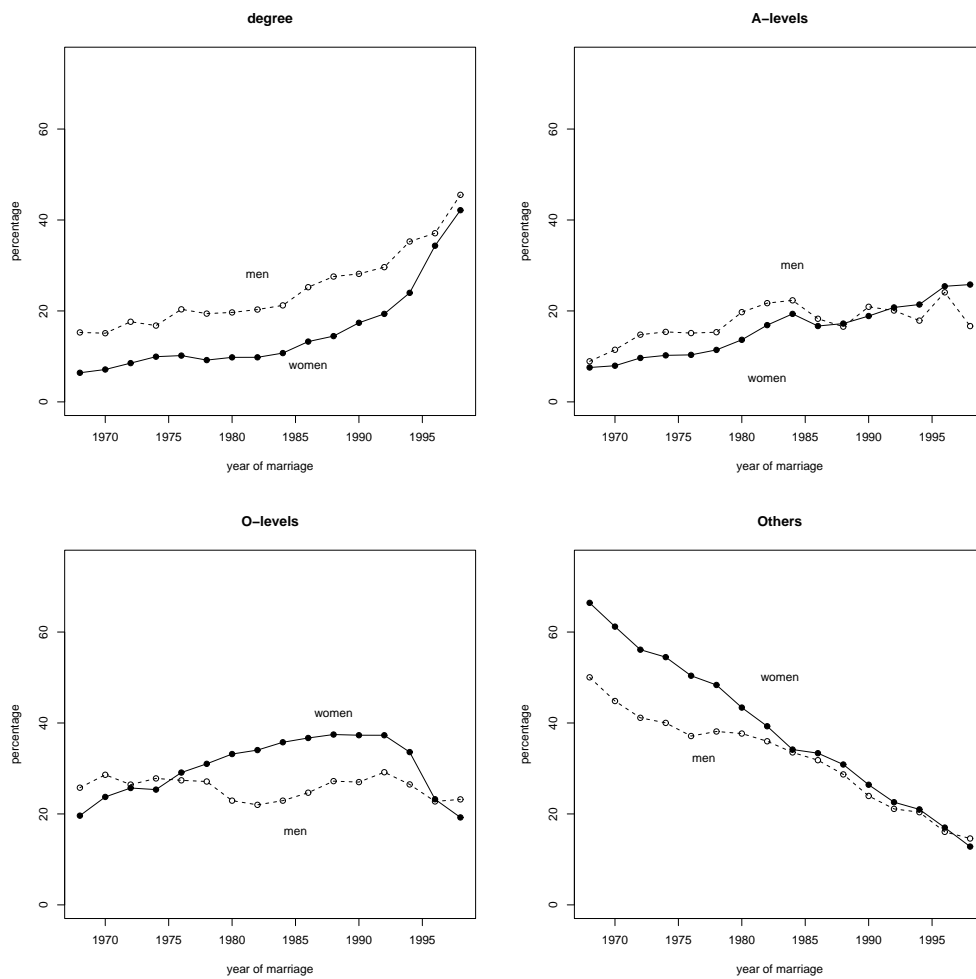 degree
percentage
60
40
20
0
men
women
1970 1975 1980 1985 1990 1995
year of marriage
A−levels
percentage
60
40
20
0
men
women
1970 1975 1980 1985 1990 1995
year of marriage
O−levels
percentage
60
40
20
0
women
men
1970 1975 1980 1985 1990 1995
year of marriage
Others
percentage
60
40
20
0
women
men
1970 1975 1980 1985 1990 1995
year of marriage